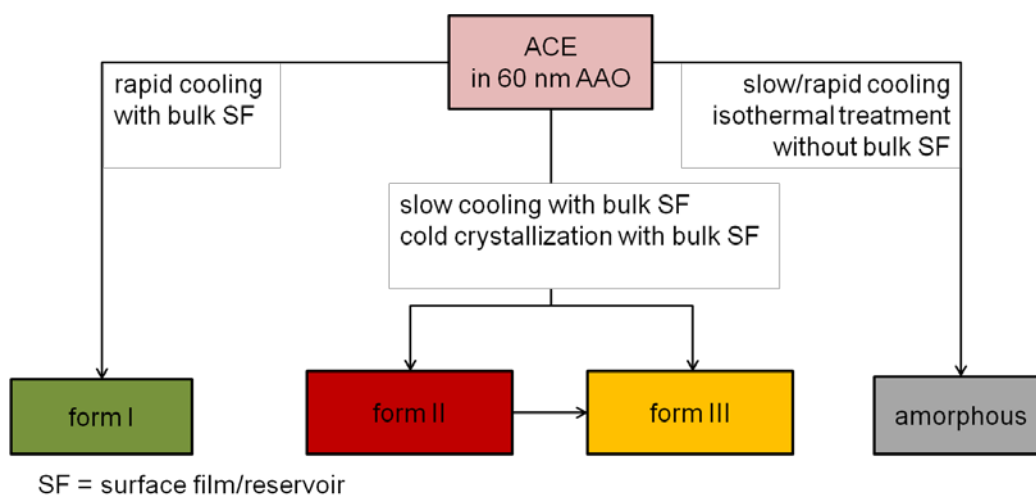 ACE
in 60 nm AAO
rapid cooling
with bulk SF
slow/rapid cooling
isothermal treatment
without bulk SF
slow cooling with bulk SF
cold crystallization with bulk SF
form I
form II
form III
amorphous
SF = surface film/reservoir